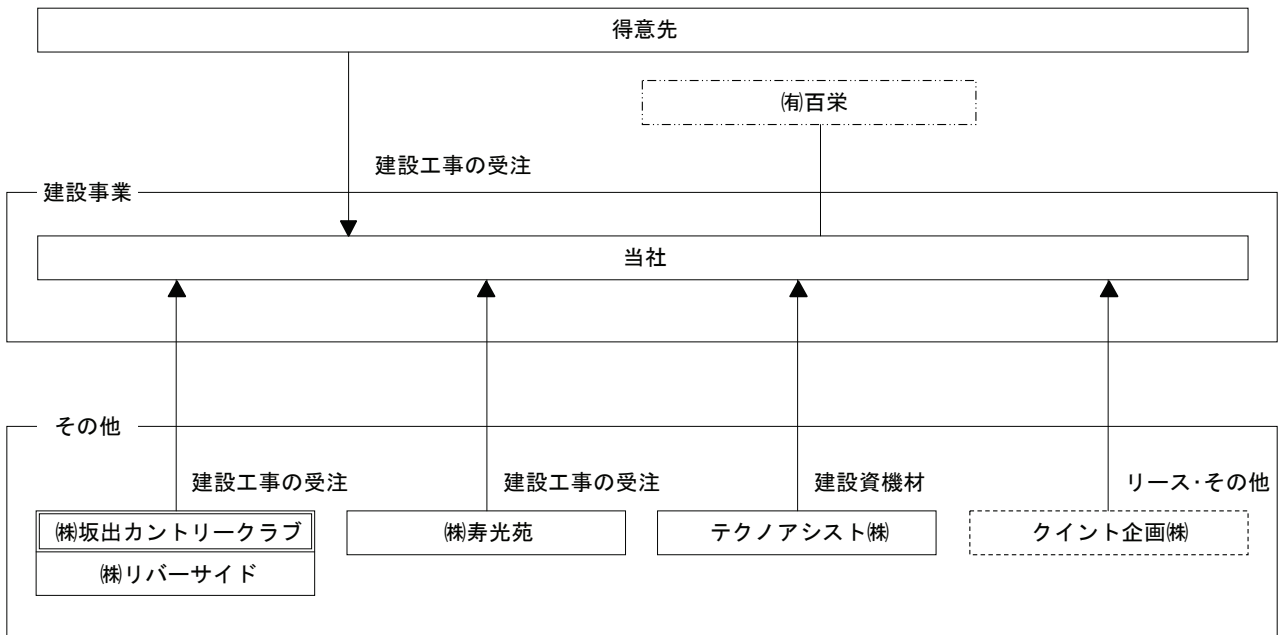 得意先
㈲百栄
建設工事の受注
建設事業
当社
その他
建設工事の受注
建設工事の受注
建設資機材
リース・その他
㈱坂出カントリークラブ
㈱寿光苑
テクノアシスト㈱
クイント企画㈱
㈱リバーサイド